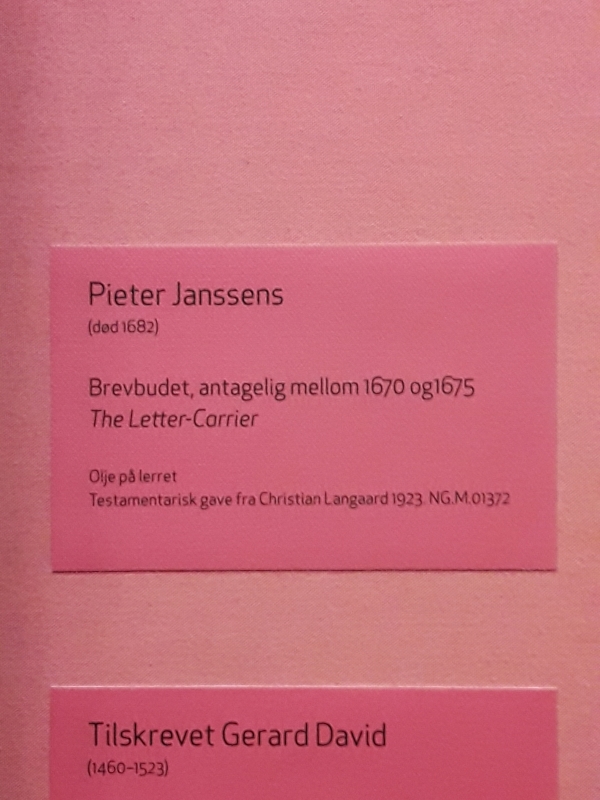 Pieter Janssens
(død 1682)
Brevbudet, antagelig mellom 1670 og1675
The Letter-Carrier
Olje på lerret
Testamentarisk gave fra Christian Langaard 1923. NG.M.01372
Tilskrevet Gerard David
(1460-1523)